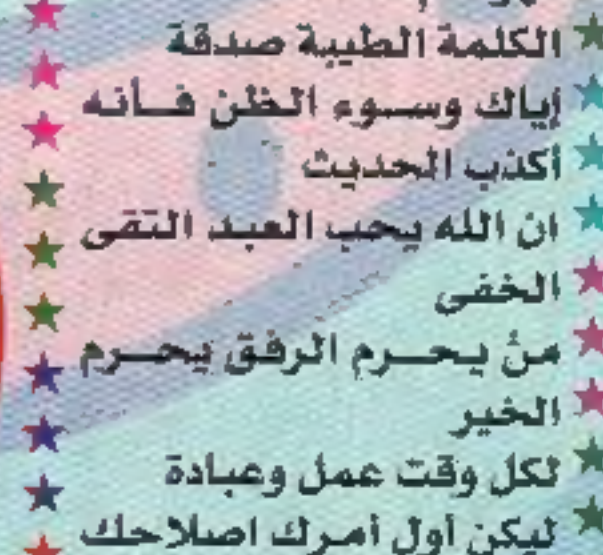 الكلمة الطيبة صدقة
إياك وسوء الظن فأنه
أكذب الحديث
ان الله يحب العبد التقى
الخفى
منُ يحرم الرفق يحرم
الخير
لكل وقت عمل وعبادة
ليكن أول أمرك اصلاحك